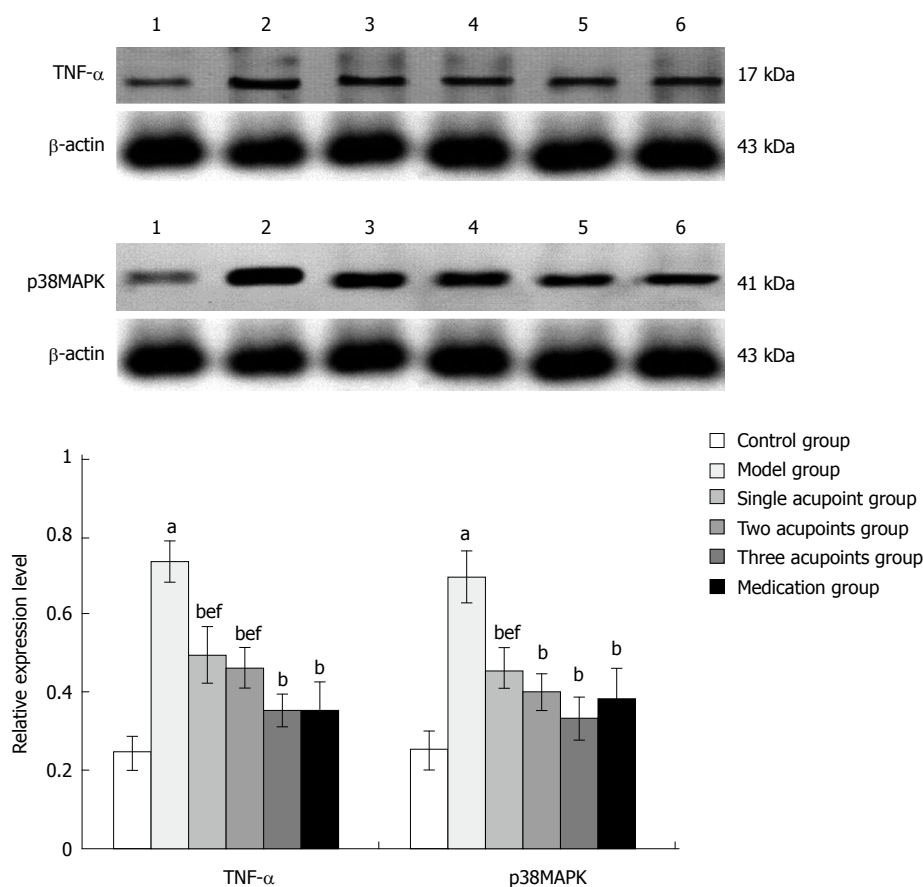 1 2 3 4 5 6
TNF-α 17 kDa
β-actin 43 kDa
1 2 3 4 5 6
p38MAPK 41 kDa
β-actin 43 kDa
Control group
Model group
Single acupoint group
Two acupoints group
Three acupoints group
Medication group
Relative expression level
1
0.8
0.6
0.4
0.2
0
a
bef
bef
b
b
a
bef
b
b
b
TNF-α p38MAPK